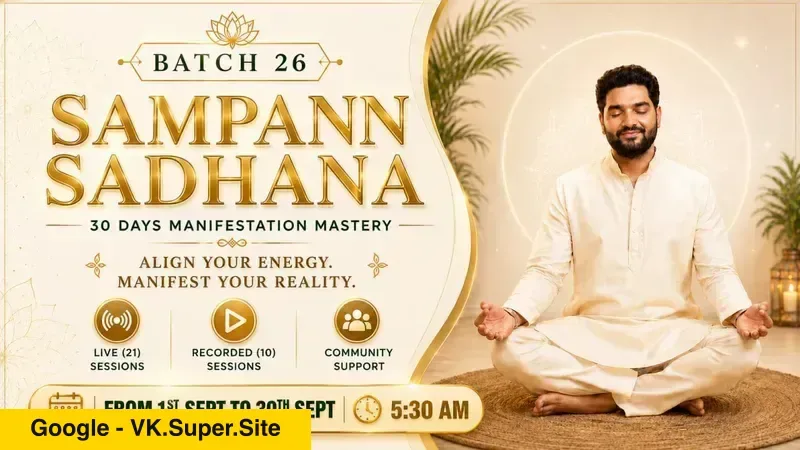 BATCH 26
SAMPANN
SADHANA
30 DAYS MANIFESTATION MASTERY
ALIGN YOUR ENERGY.
MANIFEST YOUR REALITY.
LIVE (21)
SESSIONS
RECORDED (10)
SESSIONS
COMMUNITY
SUPPORT
FROM 1ST SEPT TO 30TH SEPT
5:30 AM
Google - VK.Super.Site